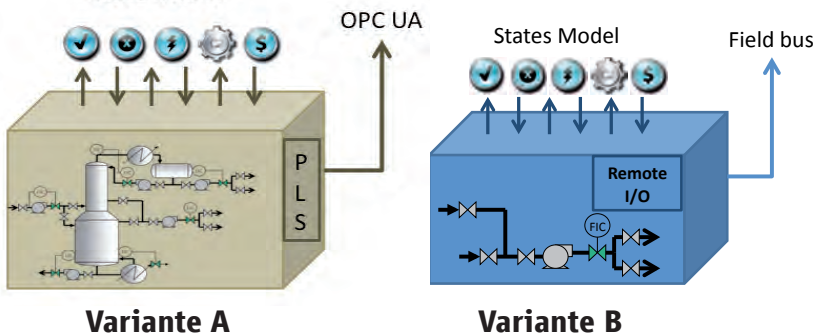 OPC UA
States Model
Field bus
P
L
S
Remote
I/O
FIC
$
$
Variante A
Variante B